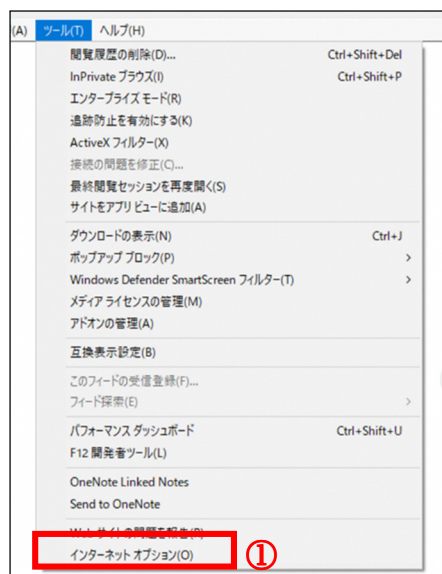 (A) ツール(T) ヘルプ(H)
閲覧履歴の削除(D)... Ctrl+Shift+Del
InPrivate ブラウズ(I) Ctrl+Shift+P
エンタープライズ モード(R)
追跡防止を有効にする(K)
ActiveX フィルター(X)
接続の問題を修正(C)...
最終閲覧セッションを再度開く(S)
サイトをアプリ ビューに追加(A)
ダウンロードの表示(N) Ctrl+J
ポップアップ ブロック(P) >
Windows Defender SmartScreen フィルター(T) >
メディア ライセンスの管理(M)
アドオンの管理(A)
互換表示設定(B)
このフィードの受信登録(F)...
フィード探索(E) >
パフォーマンス ダッシュボード Ctrl+Shift+U
F12 開発者ツール(L)
OneNote Linked Notes
Send to OneNote
Web サイトの問題を報告(R)
インターネット オプション(O) ①